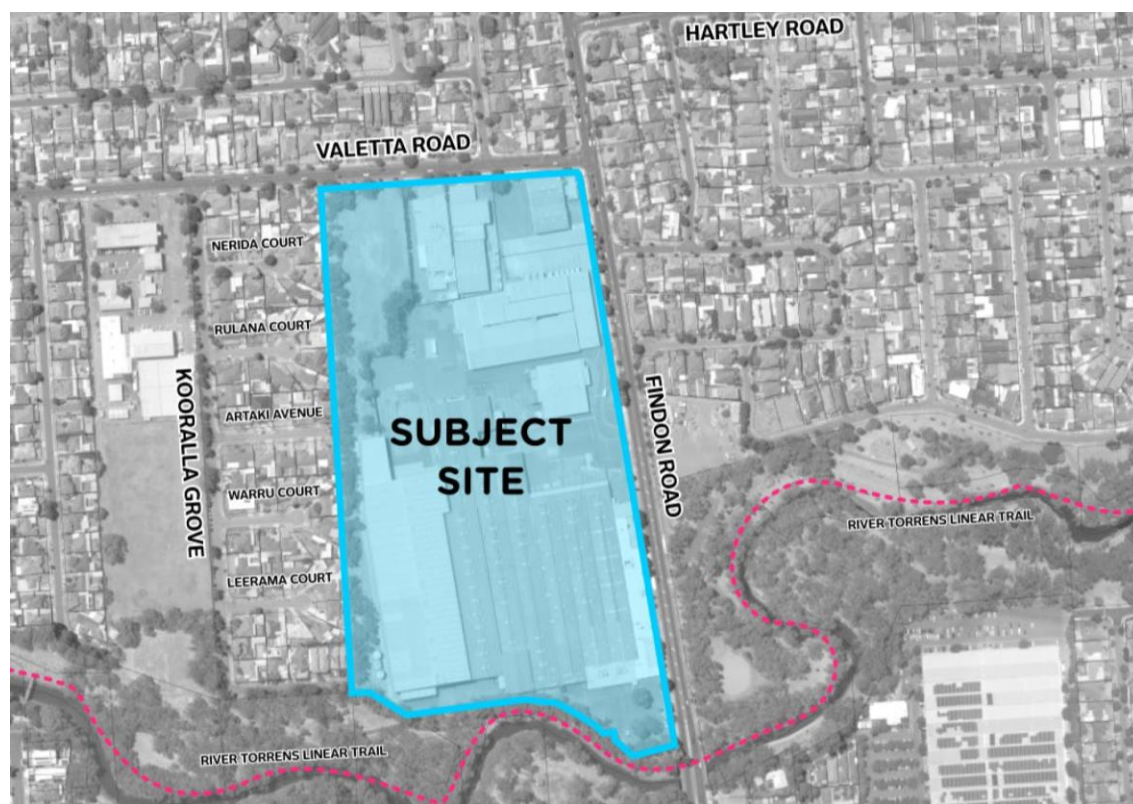 HARTLEY ROAD
VALETTA ROAD
NERIDA COURT
RULANA COURT
ARTAKI AVENUE
WARRU COURT
LEERAMA COURT
KOORALLA GROVE
SUBJECT
SITE
FINDON ROAD
RIVER TORRENS LINEAR TRAIL
RIVER TORRENS LINEAR TRAIL